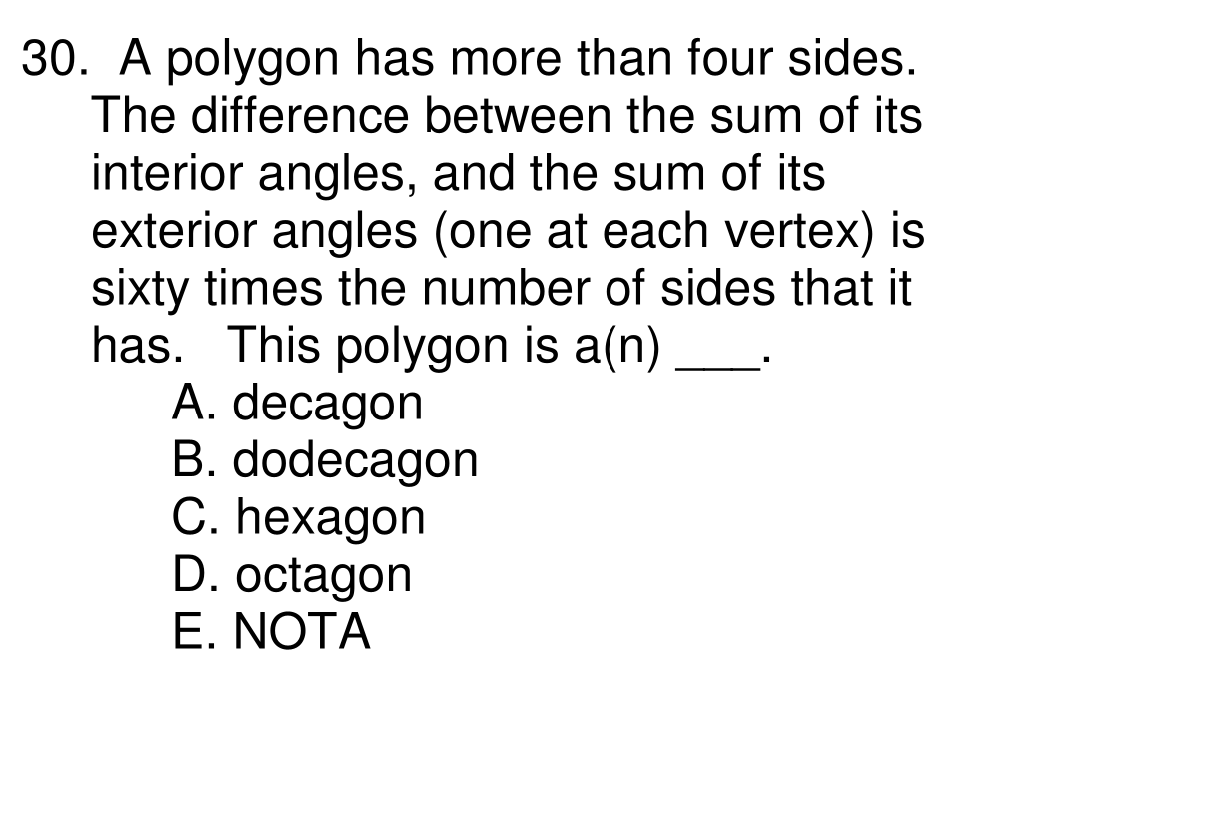 30. A polygon has more than four sides.
The difference between the sum of its
interior angles, and the sum of its
exterior angles (one at each vertex) is
sixty times the number of sides that it
has. This polygon is a(n) ___.
A. decagon
B. dodecagon
C. hexagon
D. octagon
E. NOTA